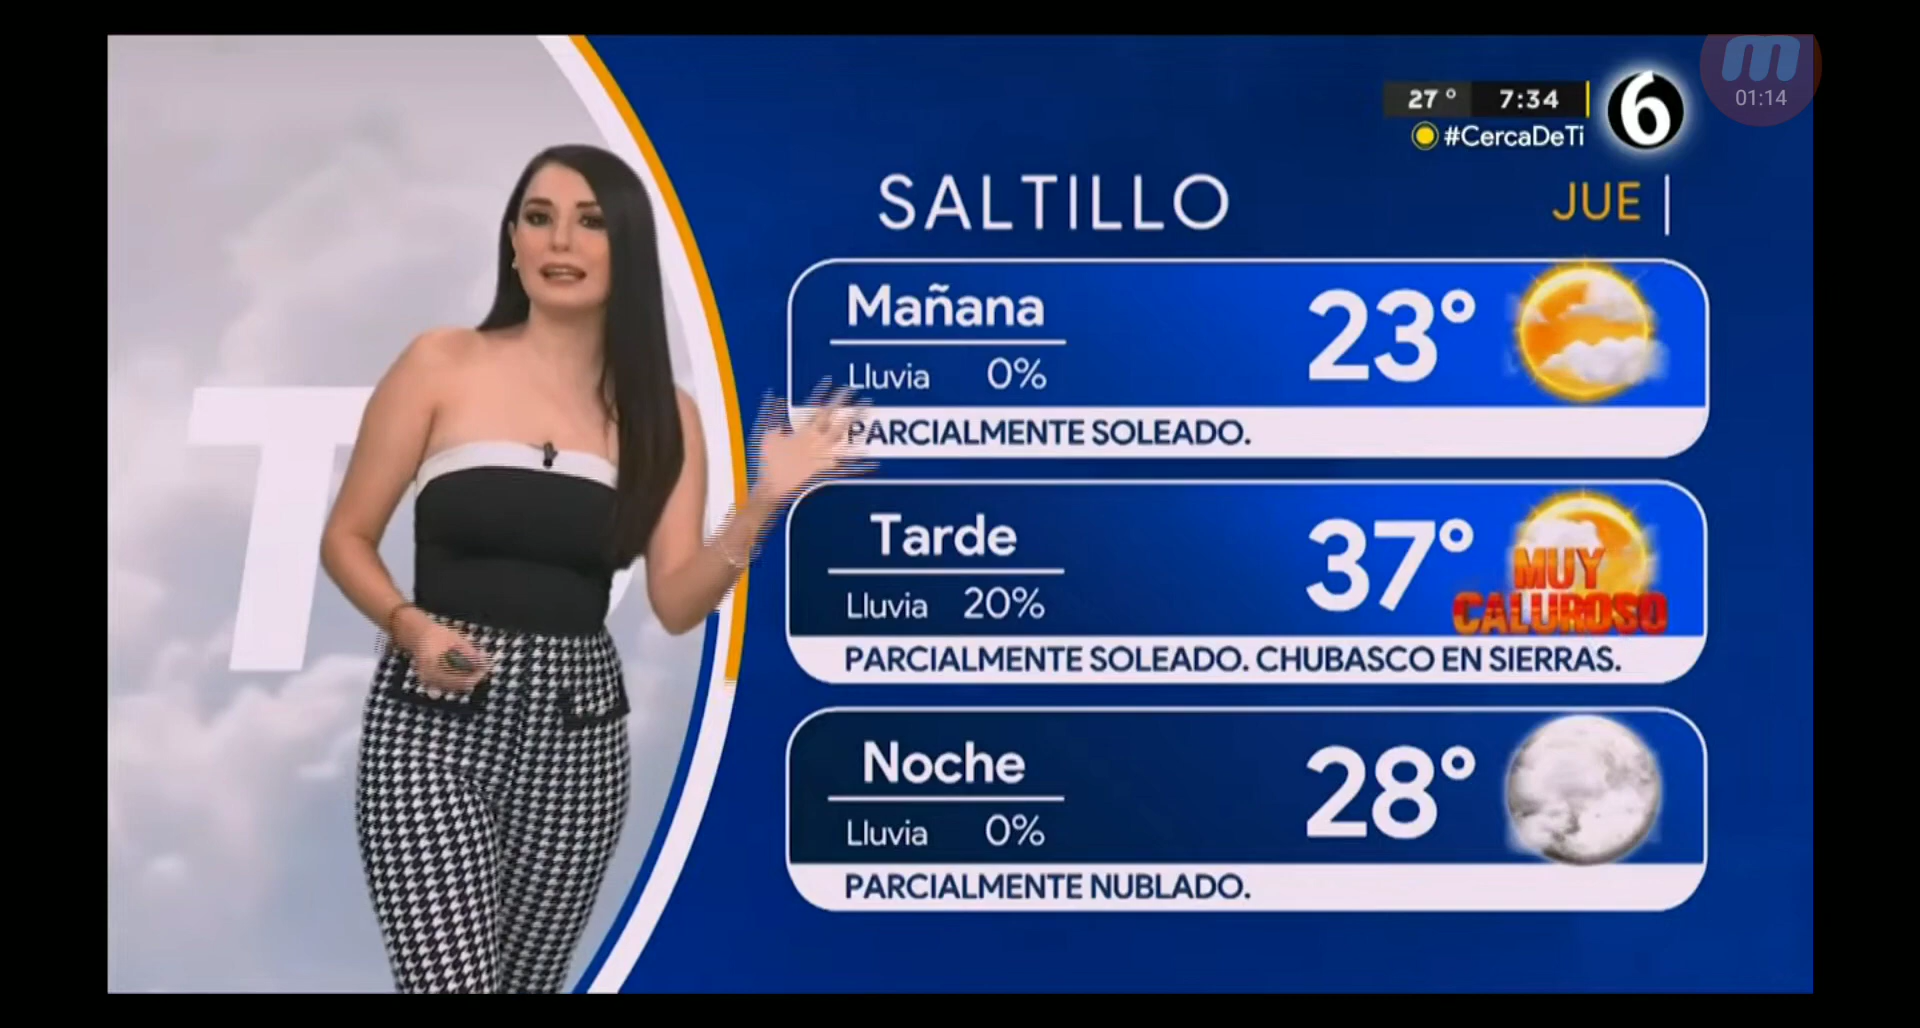 27° 7:34
6
#CercaDeTi
01:14
SALTILLO
JUE
Mañana
23°
Lluvia 0%
PARCIALMENTE SOLEADO.
Tarde
37°
MUY
CALUROSO
Lluvia 20%
PARCIALMENTE SOLEADO. CHUBASCO EN SIERRAS.
Noche
28°
Lluvia 0%
PARCIALMENTE NUBLADO.